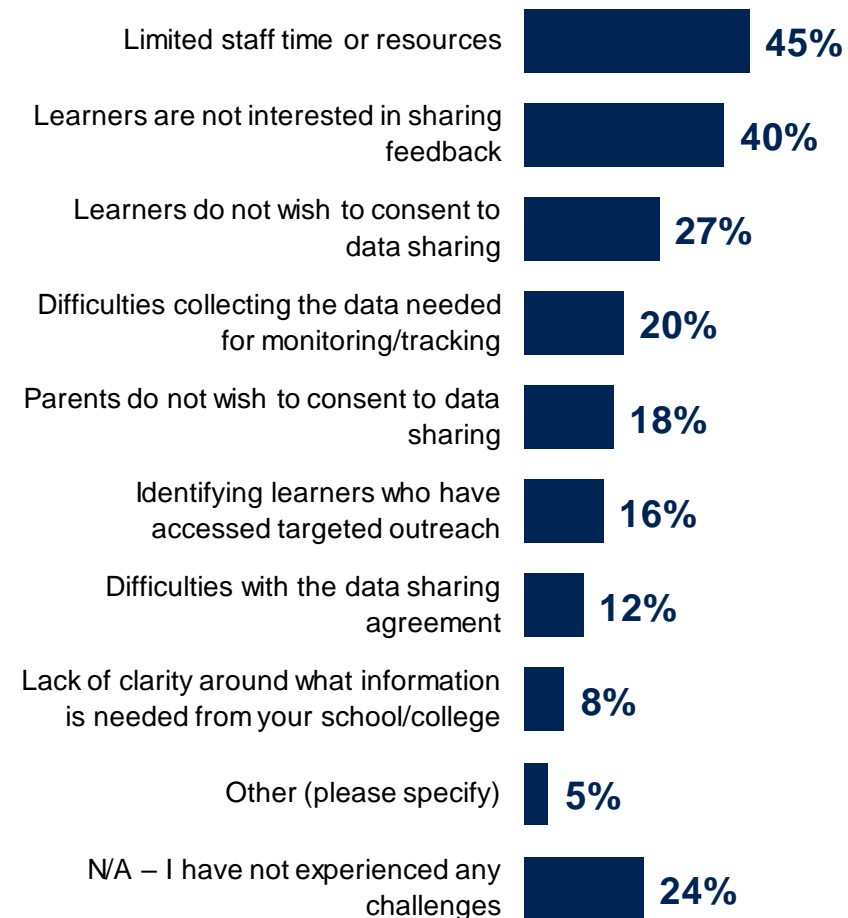 Limited staff time or resources
45%
Learners are not interested in sharing
feedback
40%
Learners do not wish to consent to
data sharing
27%
Difficulties collecting the data needed
for monitoring/tracking
20%
Parents do not wish to consent to data
sharing
18%
Identifying learners who have
accessed targeted outreach
16%
Difficulties with the data sharing
agreement
12%
Lack of clarity around what information
is needed from your school/college
8%
Other (please specify)
5%
N/A – I have not experienced any
challenges
24%